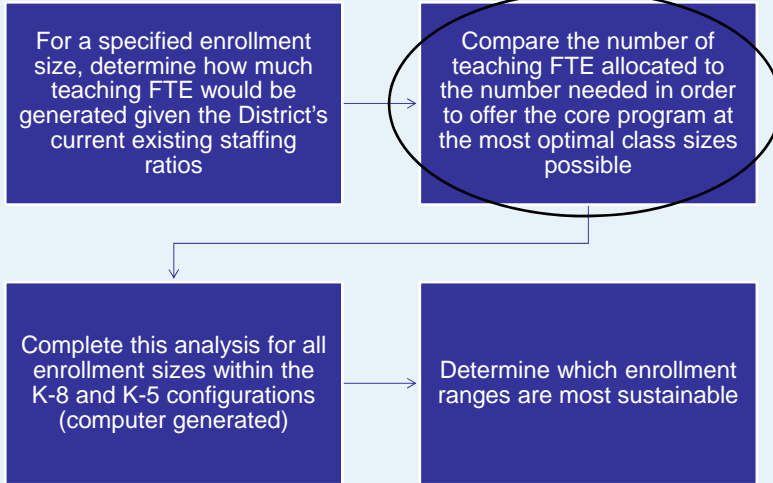 For a specified enrollment
size, determine how much
teaching FTE would be
generated given the District's
current existing staffing
ratios
Compare the number of
teaching FTE allocated to
the number needed in order
to offer the core program at
the most optimal class sizes
possible
Complete this analysis for all
enrollment sizes within the
K-8 and K-5 configurations
(computer generated)
Determine which enrollment
ranges are most sustainable